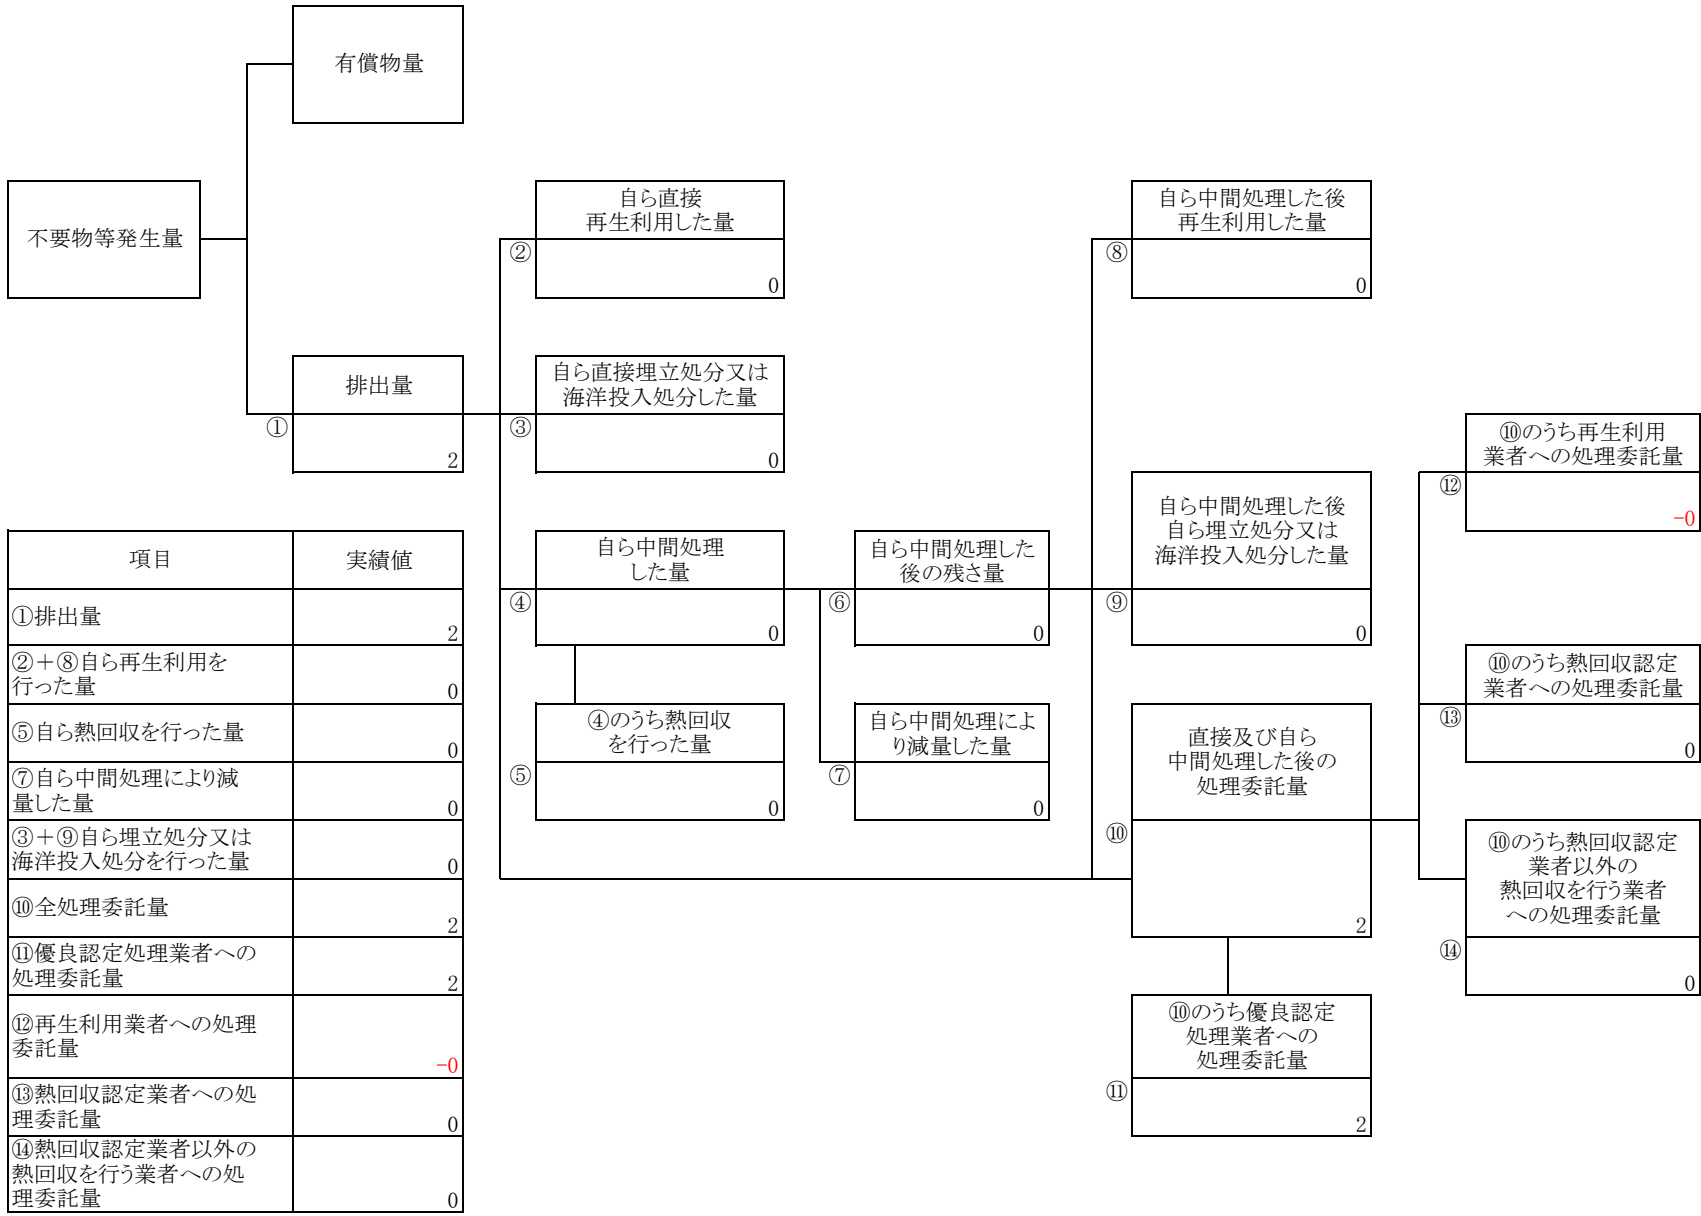 有償物量
不要物等発生量
自ら直接
再生利用した量
②
0
自ら中間処理した後
再生利用した量
⑧
0
排出量
①
2
自ら直接埋立処分又は
海洋投入処分した量
③
0
⑩のうち再生利用
業者への処理委託量
⑫
-0
自ら中間処理
した量
④
0
自ら中間処理した
後の残さ量
⑥
0
自ら中間処理した後
自ら埋立処分又は
海洋投入処分した量
⑨
0
⑩のうち熱回収認定
業者への処理委託量
⑬
0
④のうち熱回収
を行った量
⑤
0
自ら中間処理によ
り減量した量
⑦
0
直接及び自ら
中間処理した後の
処理委託量
⑩
2
⑩のうち熱回収認定
業者以外の
熱回収を行う業者
への処理委託量
⑭
0
⑩のうち優良認定
処理業者への
処理委託量
⑪
2
項目 実績値
①排出量
2
②＋⑧自ら再生利用を
行った量
0
⑤自ら熱回収を行った量
0
⑦自ら中間処理により減
量した量
0
③＋⑨自ら埋立処分又は
海洋投入処分を行った量
0
⑩全処理委託量
2
⑪優良認定処理業者への
処理委託量
2
⑫再生利用業者への処理
委託量
-0
⑬熱回収認定業者への処
理委託量
0
⑭熱回収認定業者以外の
熱回収を行う業者への処
理委託量
0